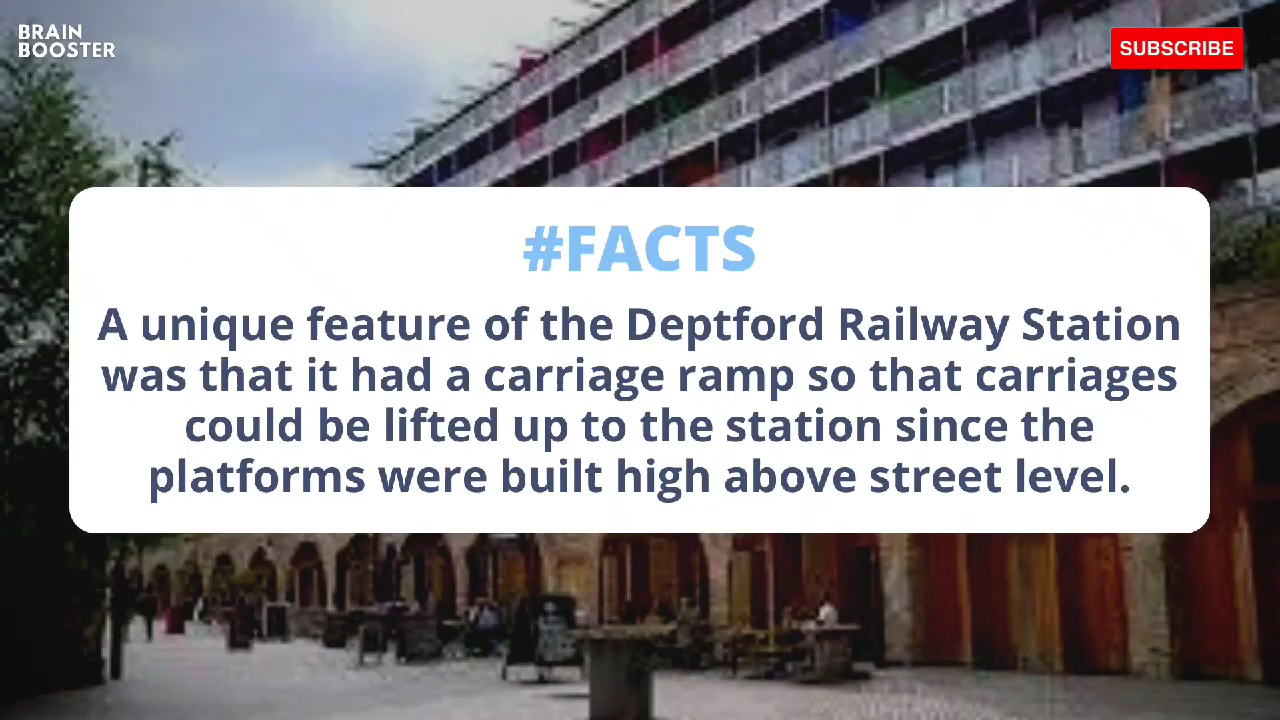 BRAIN
BOOSTER
SUBSCRIBE
#FACTS
A unique feature of the Deptford Railway Station
was that it had a carriage ramp so that carriages
could be lifted up to the station since the
platforms were built high above street level.